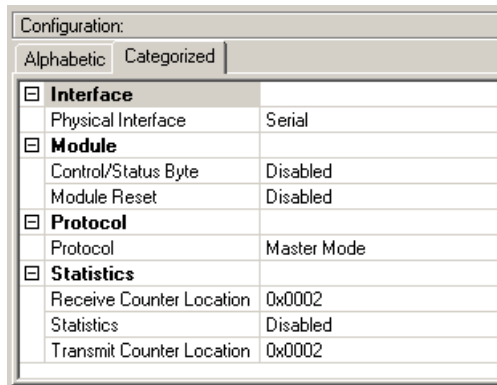 Configuration:
Alphabetic Categorized
Interface
Physical Interface Serial
Module
Control/Status Byte Disabled
Module Reset Disabled
Protocol
Protocol Master Mode
Statistics
Receive Counter Location 0x0002
Statistics Disabled
Transmit Counter Location 0x0002